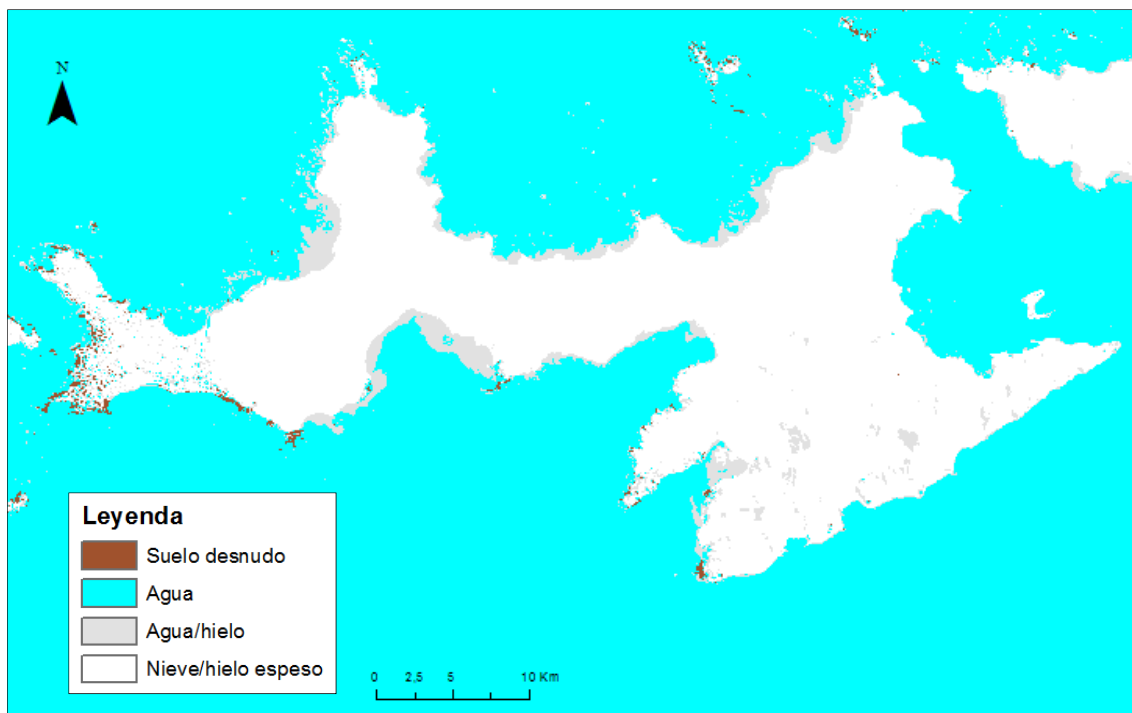 N
Leyenda
Suelo desnudo
Agua
Agua/hielo
Nieve/hielo espeso
0 2,5 5 10 Km